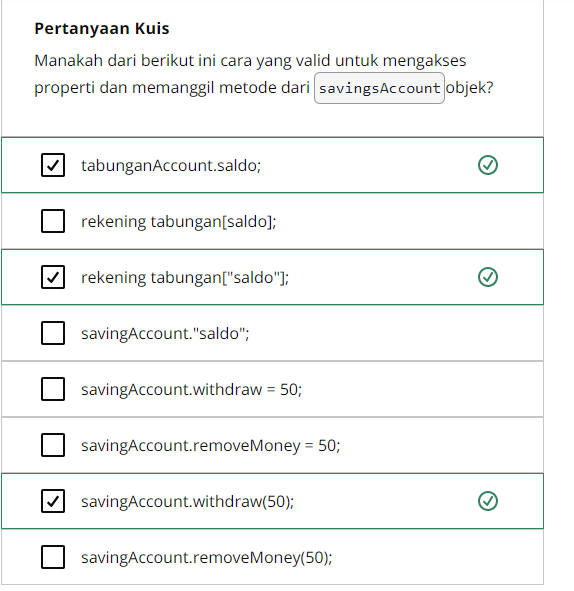 Pertanyaan Kuis
Manakah dari berikut ini cara yang valid untuk mengakses
properti dan memanggil metode dari savingsAccount objek?
tabunganAccount.saldo;
rekening tabungan[saldo];
rekening tabungan["saldo"];
savingAccount."saldo";
savingAccount.withdraw = 50;
savingAccount.removeMoney = 50;
savingAccount.withdraw(50);
savingAccount.removeMoney(50);